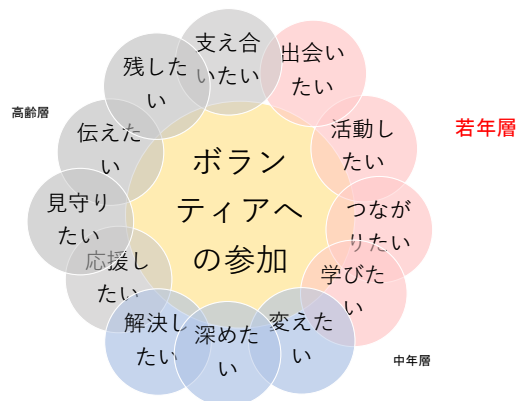 支え合
いたい
出会い
たい
活動し
たい
つなが
りたい
学びた
い
変えた
い
深めた
い
解決し
たい
応援し
たい
見守り
たい
伝えた
い
残した
い
ボラン
ティアへ
の参加
高齢層
若年層
中年層